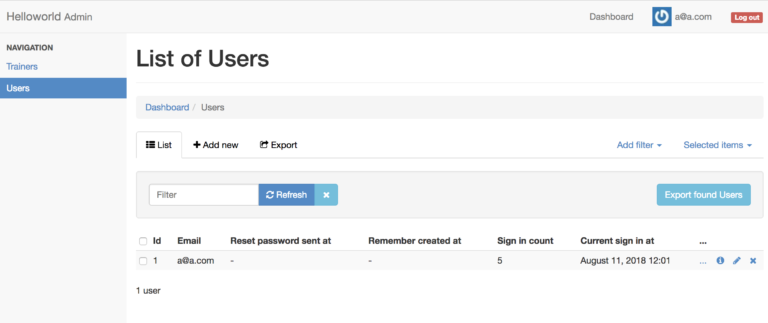 Helloworld Admin Dashboard a@a.com Log out
NAVIGATION
Trainers
Users
List of Users
Dashboard / Users
List Add new Export Add filter Selected items
Filter Refresh Export found Users
Id Email Reset password sent at Remember created at Sign in count Current sign in at ...
1 a@a.com - - 5 August 11, 2018 12:01 ...
1 user